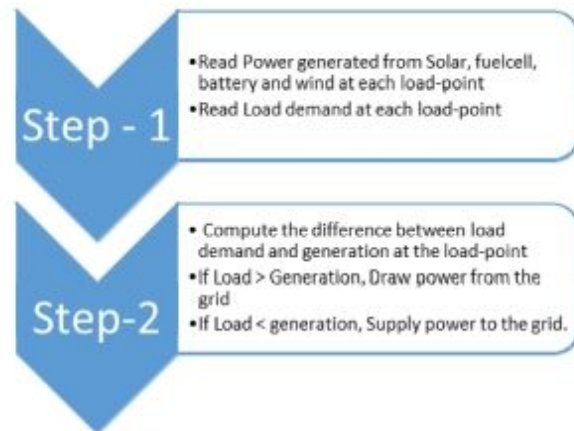 Step - 1
•Read Power generated from Solar, fuelcell,
battery and wind at each load-point
•Read Load demand at each load-point
Step-2
• Compute the difference between load
demand and generation at the load-point
•If Load > Generation, Draw power from the
grid
•If Load < generation, Supply power to the grid.